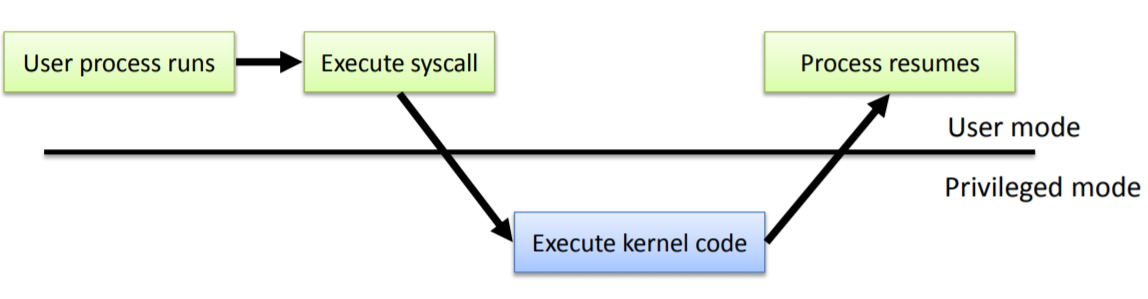 User process runs
Execute syscall
Process resumes
User mode
Privileged mode
Execute kernel code